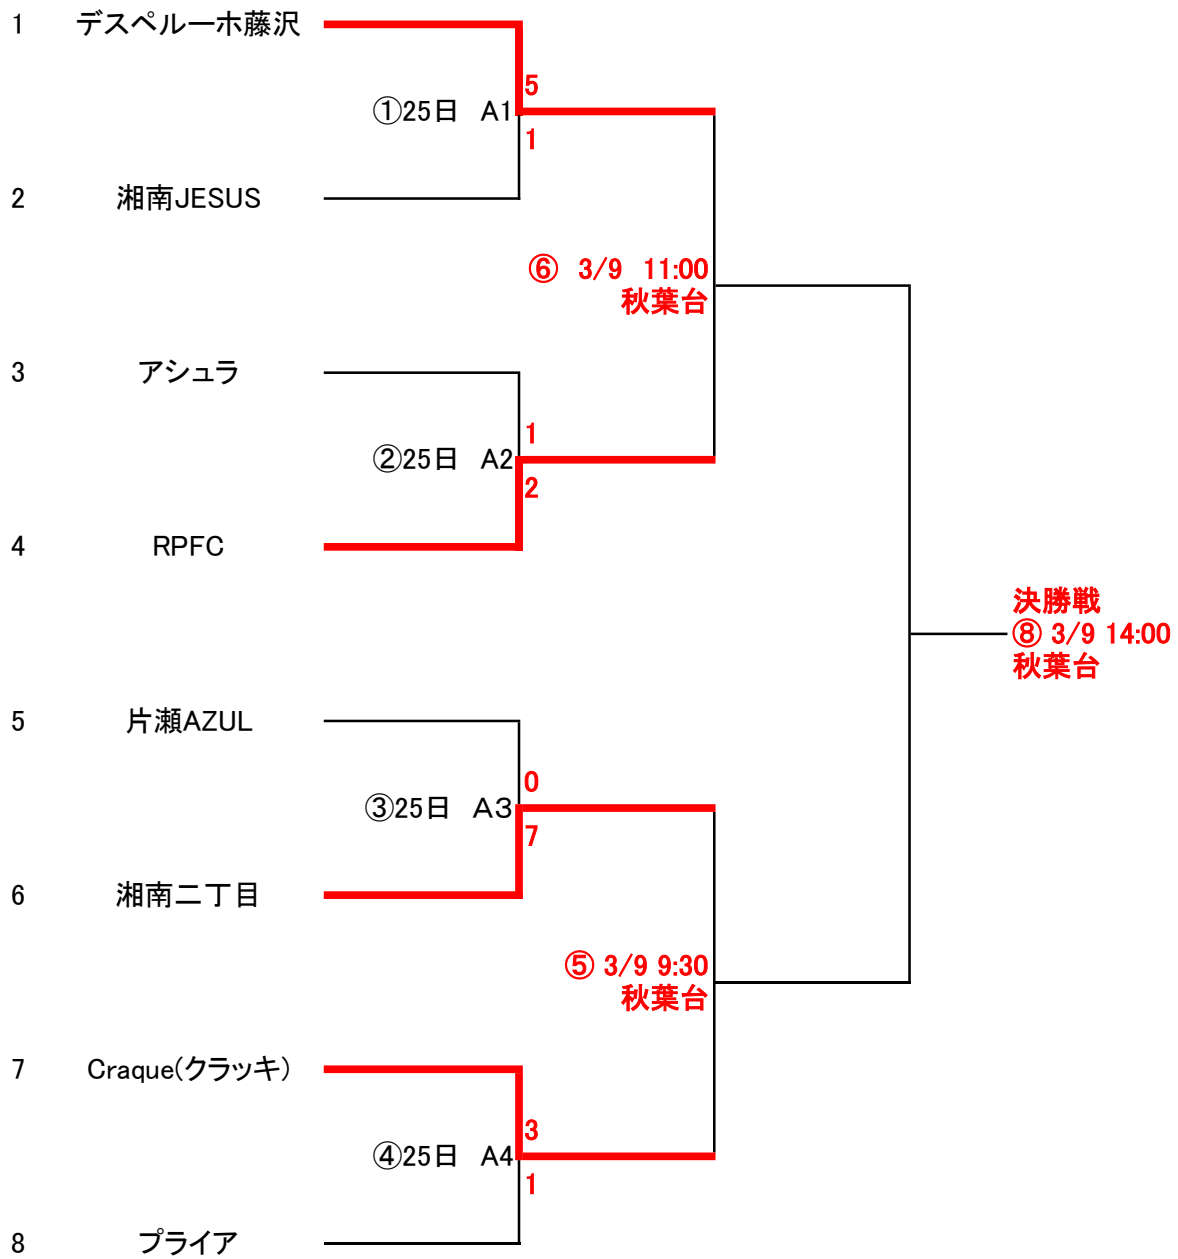 1 デスペルーホ藤沢
5
①25日 A1
1
2 湘南JESUS
⑥ 3/9 11:00
秋葉台
3 アシュラ
1
②25日 A2
2
4 RPFC
決勝戦
⑧ 3/9 14:00
秋葉台
5 片瀬AZUL
0
③25日 A3
7
6 湘南二丁目
⑤ 3/9 9:30
秋葉台
7 Craque(クラッキ)
3
④25日 A4
1
8 プライア